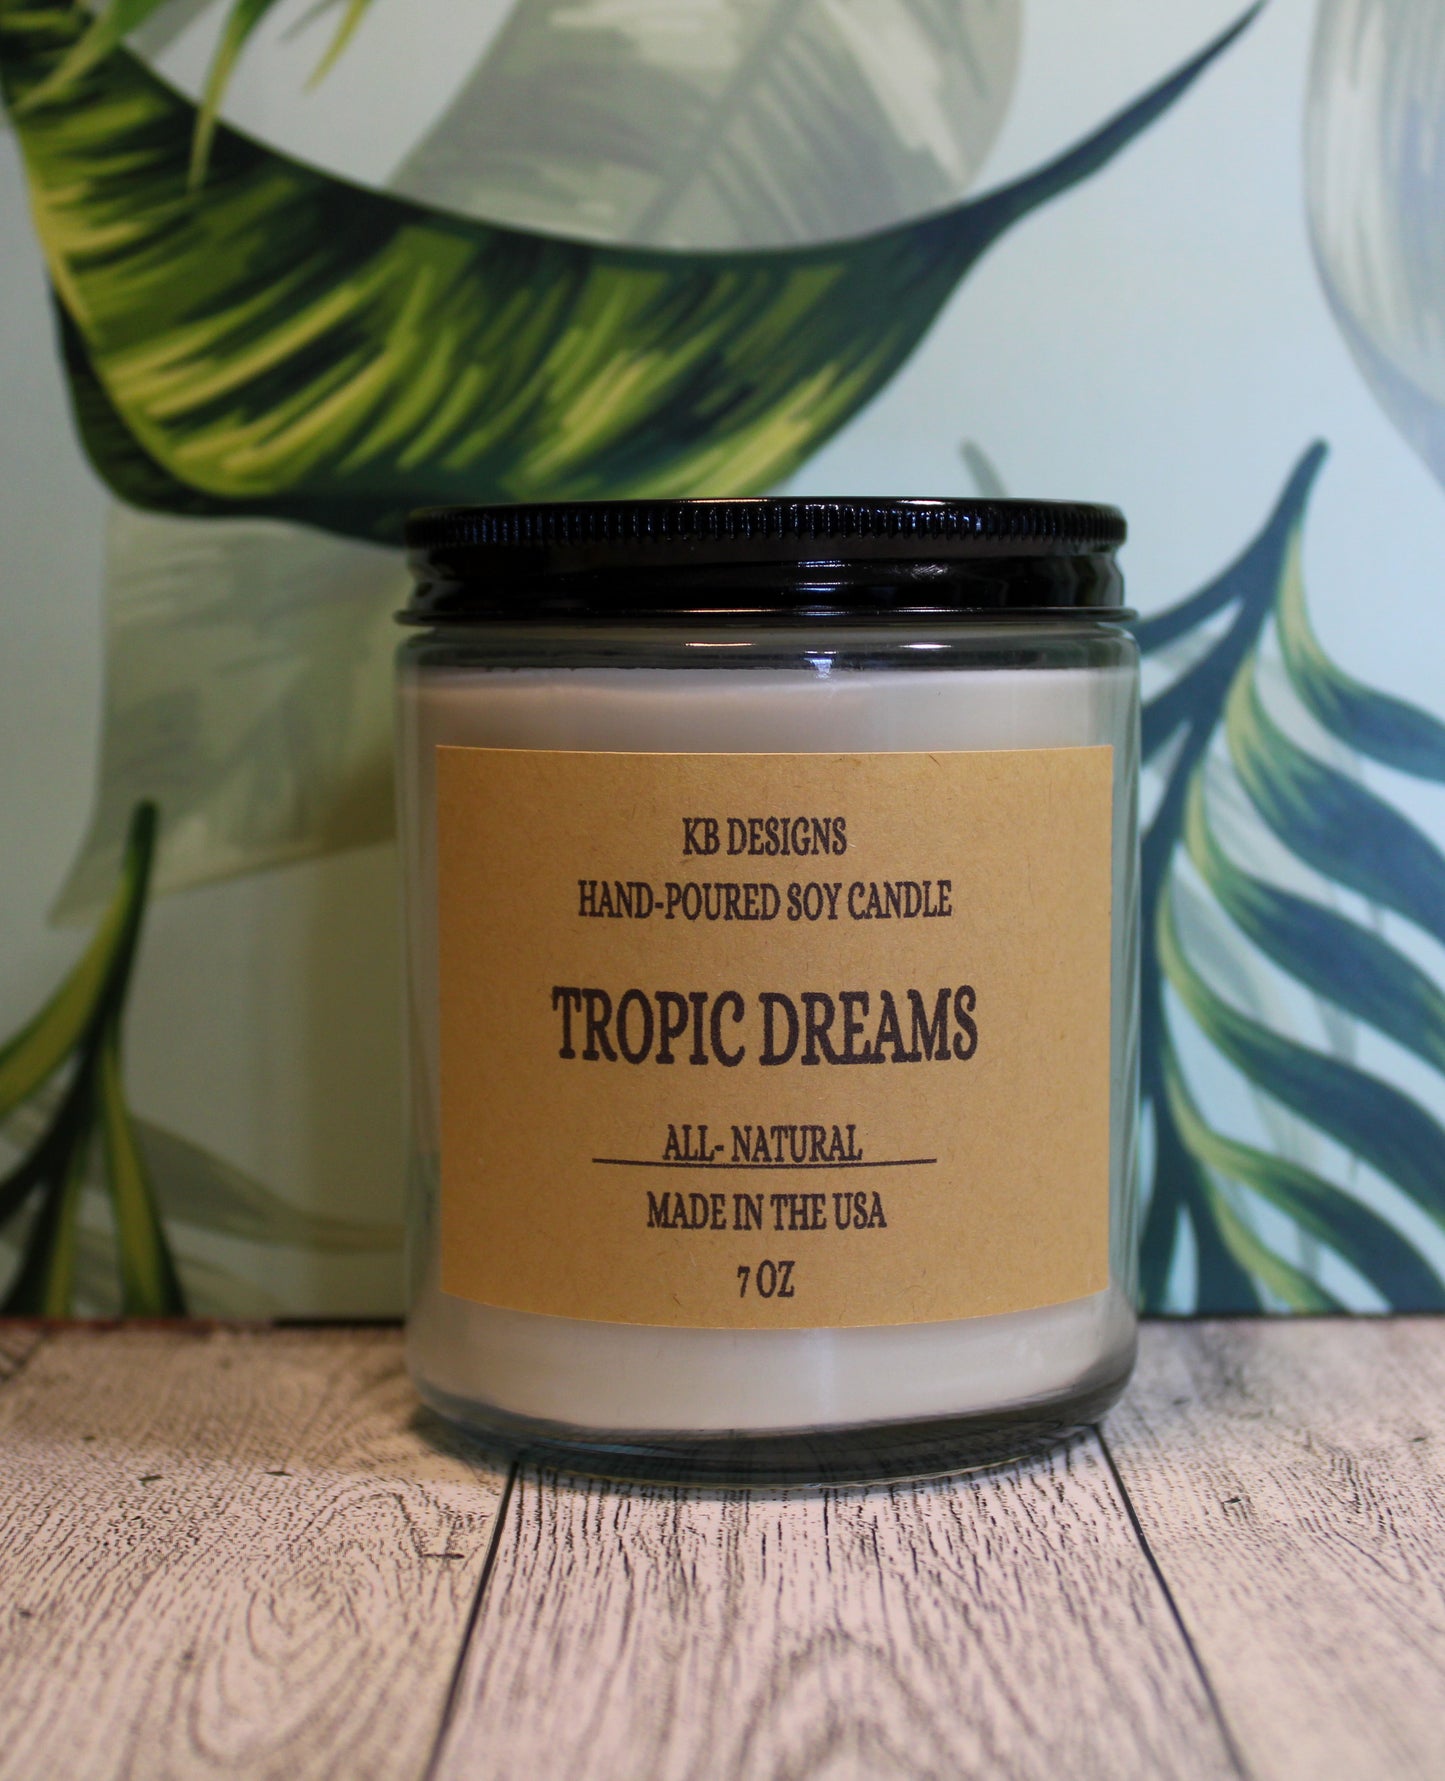 KB DESIGNS
HAND-POURED SOY CANDLE
TROPIC DREAMS
ALL- NATURAL
MADE IN THE USA
7 OZ